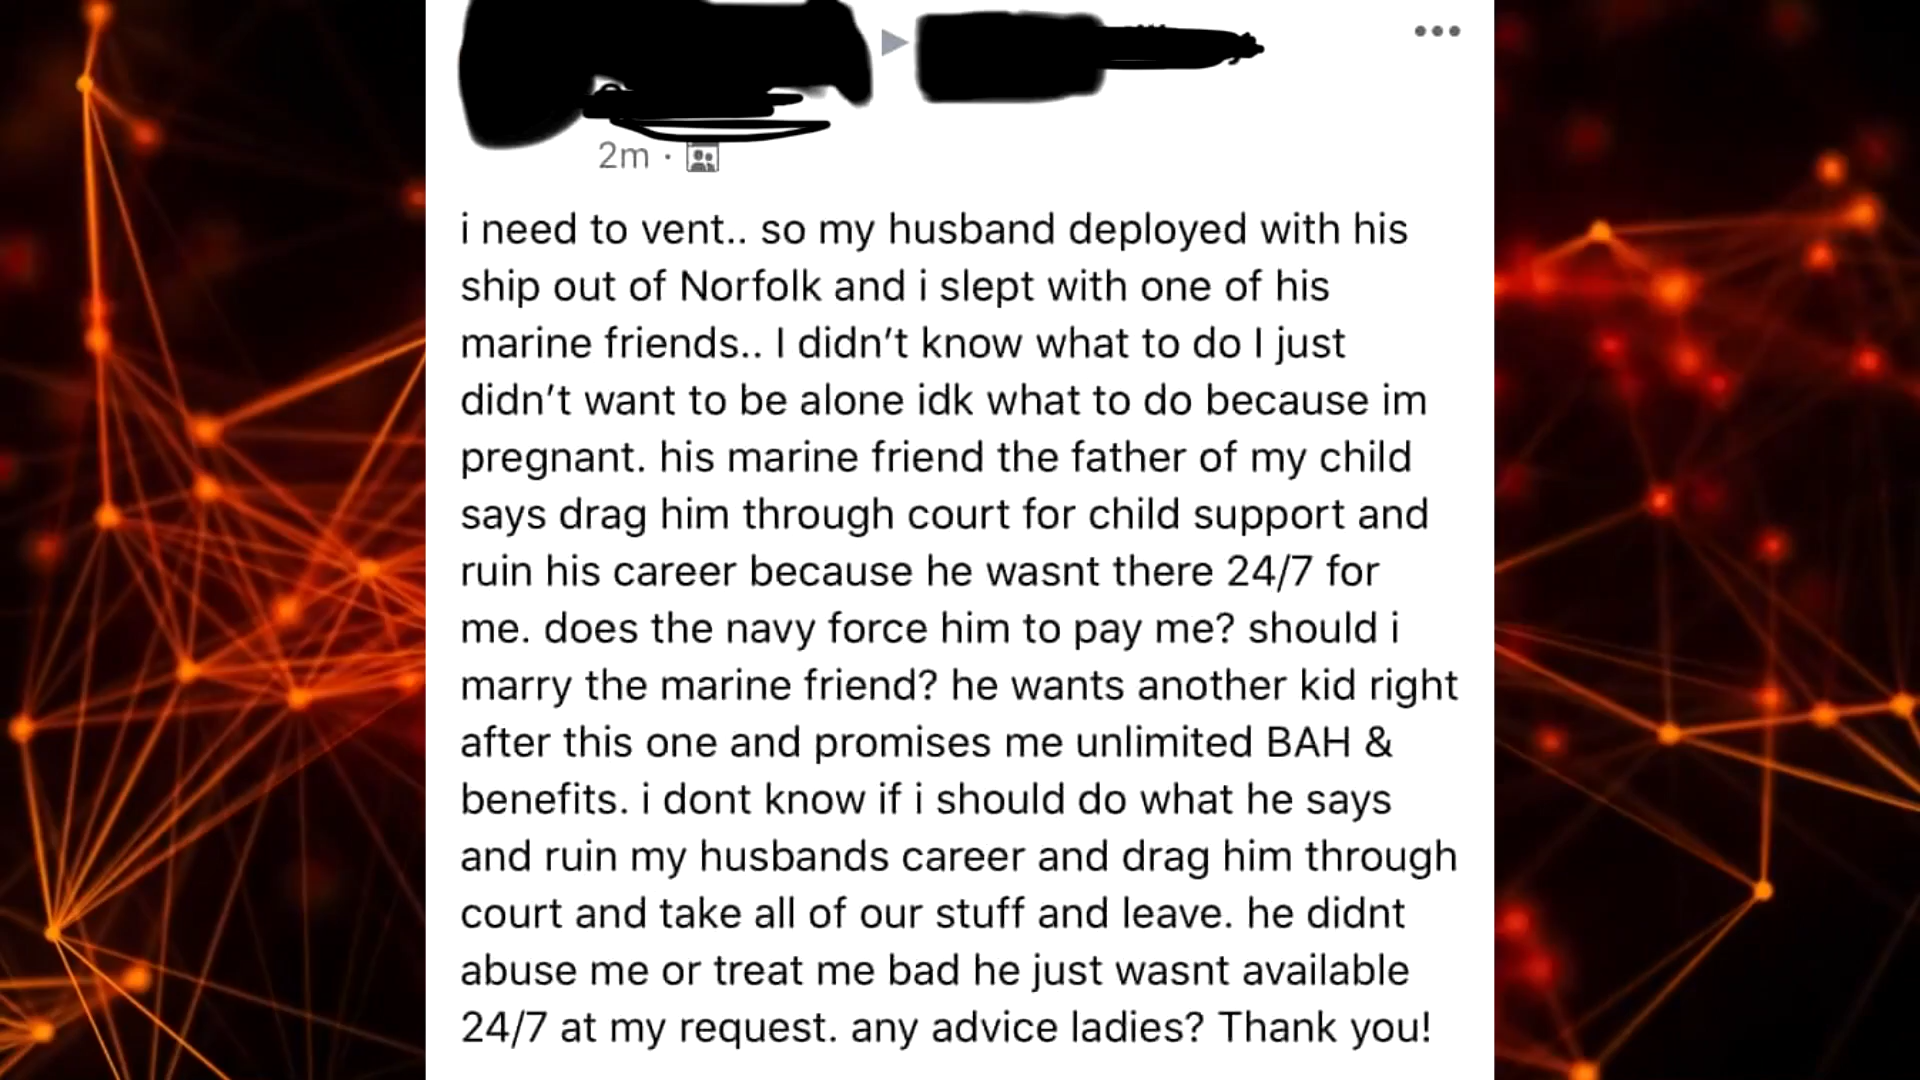 2m ·
i need to vent.. so my husband deployed with his
ship out of Norfolk and i slept with one of his
marine friends.. I didn’t know what to do I just
didn’t want to be alone idk what to do because im
pregnant. his marine friend the father of my child
says drag him through court for child support and
ruin his career because he wasnt there 24/7 for
me. does the navy force him to pay me? should i
marry the marine friend? he wants another kid right
after this one and promises me unlimited BAH &
benefits. i dont know if i should do what he says
and ruin my husbands career and drag him through
court and take all of our stuff and leave. he didnt
abuse me or treat me bad he just wasnt available
24/7 at my request. any advice ladies? Thank you!